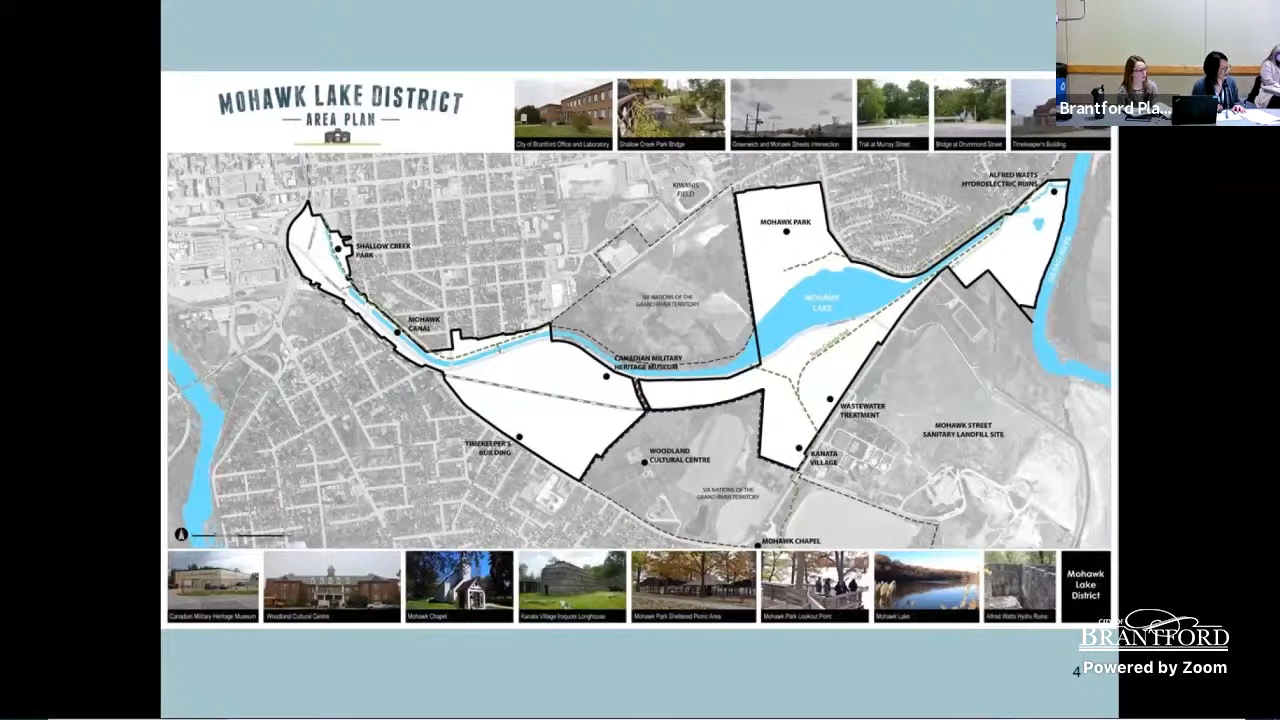 MOHAWK LAKE DISTRICT
AREA PLAN
City of Brantford Office and Laboratory
Shallow Creek Park Bridge
Greenwich and Mohawk Streets Intersection
Trail at Murray Street
Bridge at Drummond Street
Timekeeper's Building
Brantford Pla...
KIWANIS
FIELD
ALFRED WATTS
HYDROELECTRIC RUINS
MOHAWK PARK
SHALLOW CREEK
PARK
SIX NATIONS OF THE
GRAND RIVER TERRITORY
MOHAWK
LAKE
GRAND RIVER
MOHAWK
CANAL
CANADIAN MILITARY
HERITAGE MUSEUM
WASTEWATER
TREATMENT
MOHAWK STREET
SANITARY LANDFILL SITE
TIMEKEEPER'S
BUILDING
WOODLAND
CULTURAL CENTRE
KANATA
VILLAGE
SIX NATIONS OF THE
GRAND RIVER TERRITORY
MOHAWK CHAPEL
Canadian Military Heritage Museum
Woodland Cultural Centre
Mohawk Chapel
Kanata Village Iroquois Longhouse
Mohawk Park Sheltered Picnic Area
Mohawk Park Lookout Point
Mohawk Lake
Alfred Watts Hydro Ruins
Mohawk
Lake
District
CITY OF
BRANTFORD
4
Powered by Zoom